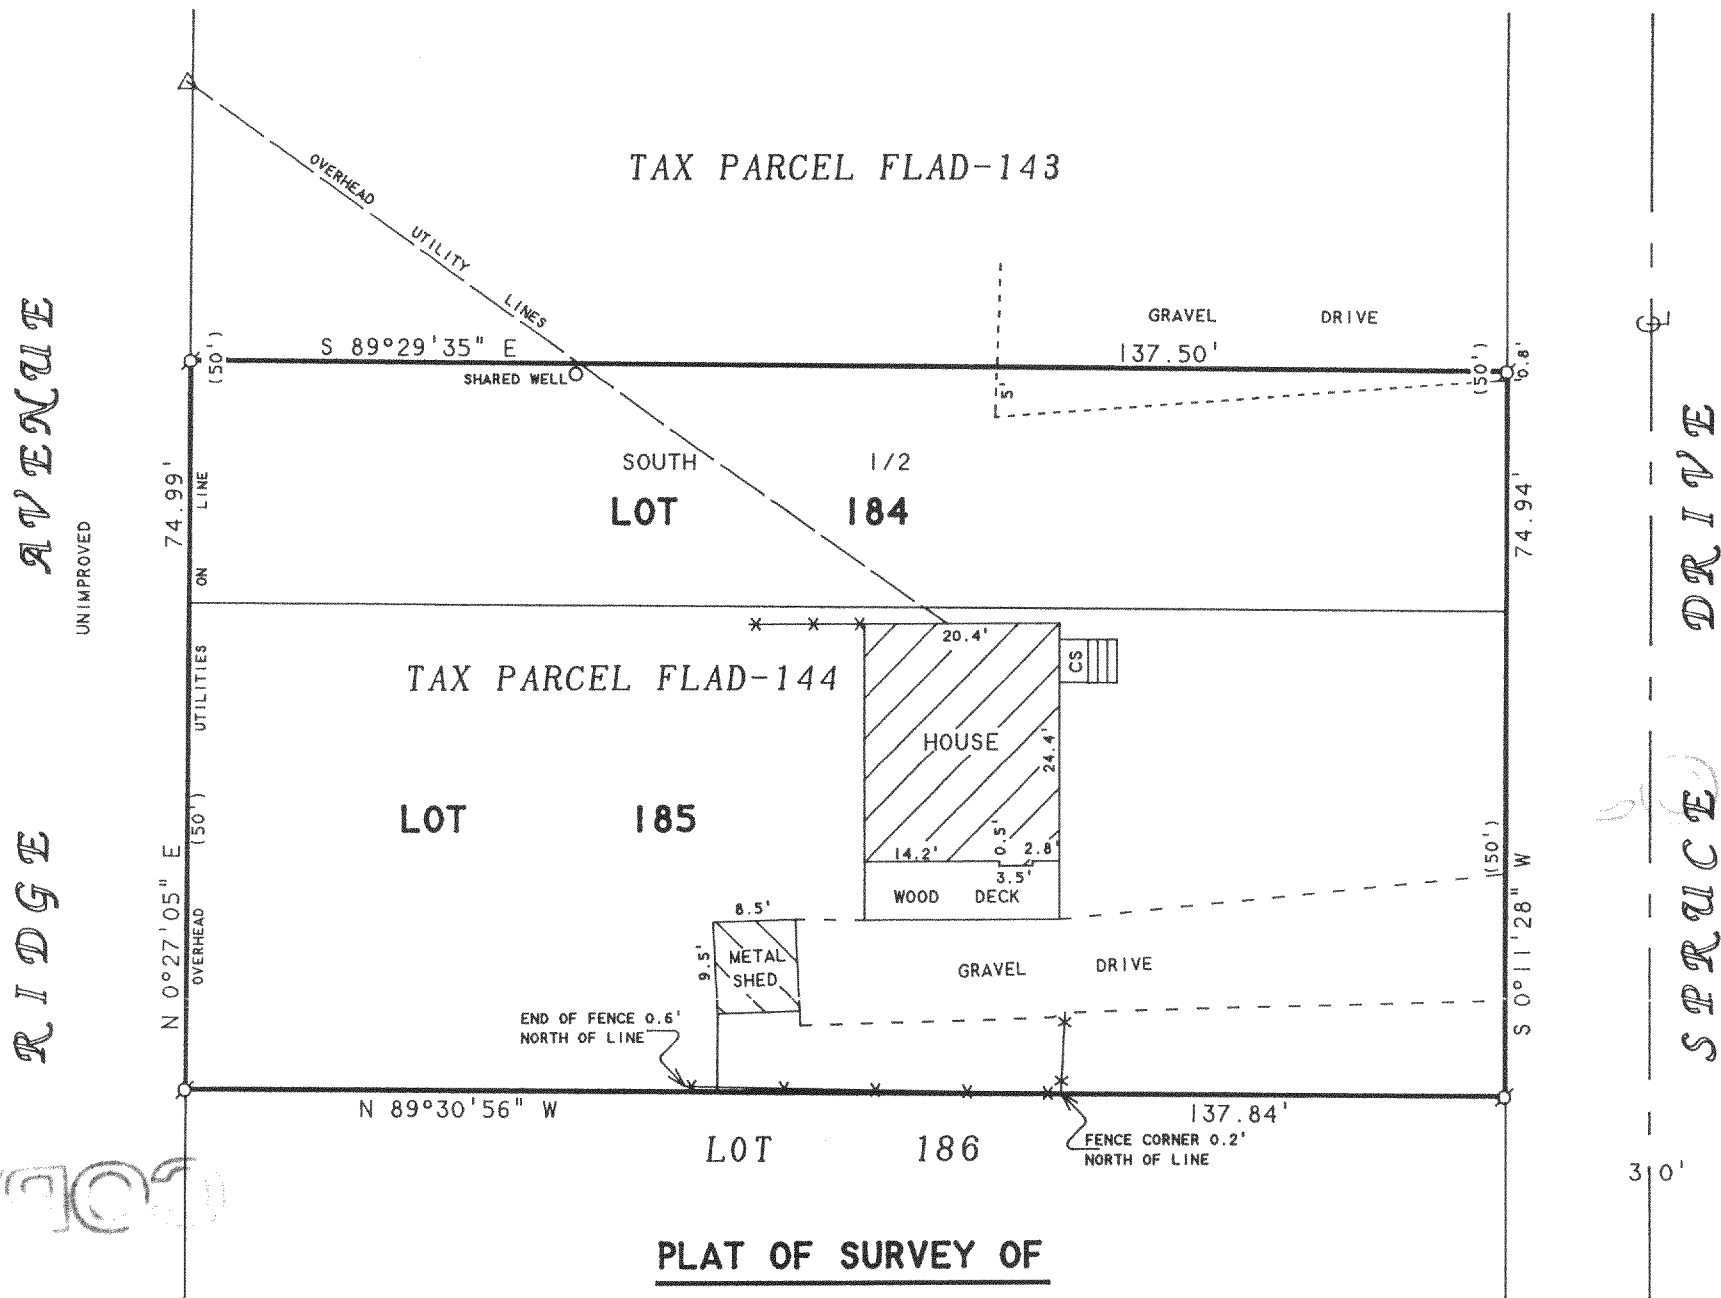 TAX PARCEL FLAD-143
OVERHEAD UTILITY LINES
GRAVEL DRIVE
S 89°29'35" E
137.50'
(50')
(50')
0.8'
SHARED WELL
5'
℄
SOUTH 1/2
LOT 184
74.99'
74.94'
RIDGE AVENUE
UNIMPROVED
SPRUCE DRIVE
OVERHEAD UTILITIES ON LINE
20.4'
CS
TAX PARCEL FLAD-144
HOUSE
24.4'
LOT 185
(50')
(50')
14.2'
0.5'
2.8'
3.5'
WOOD DECK
N 0°27'05" E
S 0°11'28" W
8.5'
9.5'
METAL
SHED
GRAVEL DRIVE
END OF FENCE 0.6'
NORTH OF LINE
N 89°30'56" W
137.84'
LOT 186
FENCE CORNER 0.2'
NORTH OF LINE
30'
PLAT OF SURVEY OF